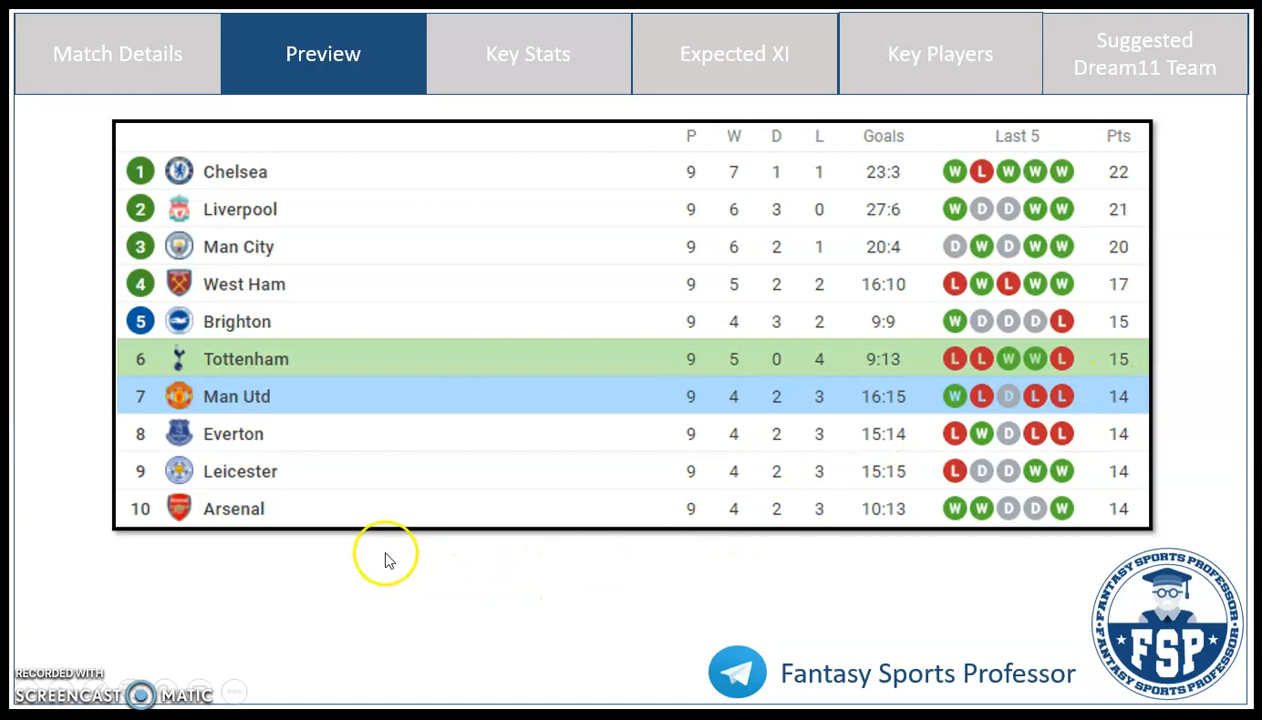 Match Details
Preview
Key Stats
Expected XI
Key Players
Suggested
Dream11 Team
P W D L Goals Last 5 Pts
1 Chelsea 9 7 1 1 23:3 W L W W W 22
2 Liverpool 9 6 3 0 27:6 W D D W W 21
3 Man City 9 6 2 1 20:4 D W D W W 20
4 West Ham 9 5 2 2 16:10 L W L W W 17
5 Brighton 9 4 3 2 9:9 W D D D L 15
6 Tottenham 9 5 0 4 9:13 L L W W L 15
7 Man Utd 9 4 2 3 16:15 W L D L L 14
8 Everton 9 4 2 3 15:14 L W D L L 14
9 Leicester 9 4 2 3 15:15 L D D W W 14
10 Arsenal 9 4 2 3 10:13 W W D D W 14
FANTASY SPORTS PROFESSOR
FSP
FANTASY SPORTS PROFESSOR
Fantasy Sports Professor
RECORDED WITH
SCREENCAST MATIC